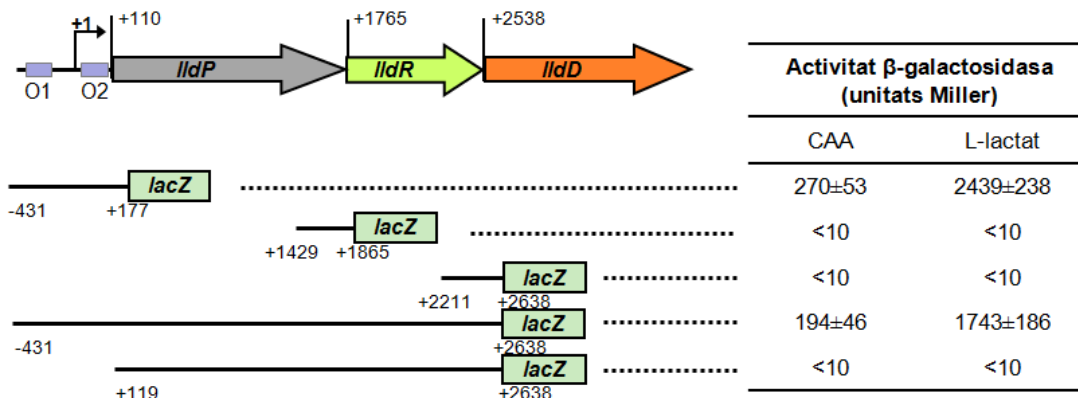 +1 +110 +1765 +2538
lldP lldR lldD
O1 O2
Activitat β-galactosidasa
(unitats Miller)
CAA L-lactat
lacZ 270±53 2439±238
-431 +177
lacZ <10 <10
+1429 +1865
lacZ <10 <10
+2211 +2638
lacZ 194±46 1743±186
-431 +2638
lacZ <10 <10
+119 +2638